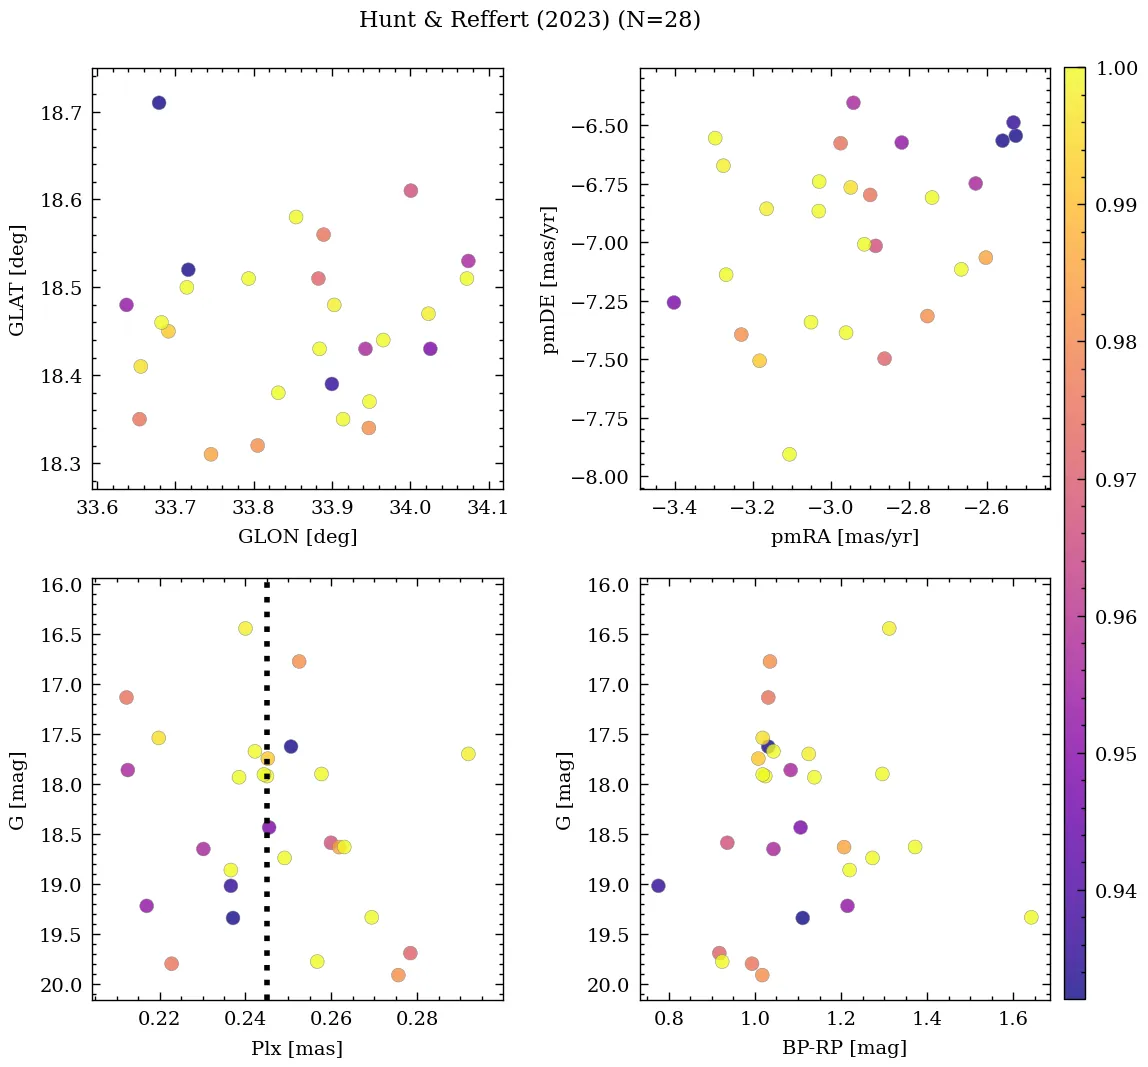 Hunt & Reffert (2023) (N=28)
18.7
18.6
18.5
18.4
18.3
GLAT [deg]
33.6 33.7 33.8 33.9 34.0 34.1
GLON [deg]
−6.50
−6.75
−7.00
−7.25
−7.50
−7.75
−8.00
pmDE [mas/yr]
−3.4 −3.2 −3.0 −2.8 −2.6
pmRA [mas/yr]
1.00
0.99
0.98
0.97
0.96
0.95
0.94
16.0
16.5
17.0
17.5
18.0
18.5
19.0
19.5
20.0
G [mag]
0.22 0.24 0.26 0.28
Plx [mas]
16.0
16.5
17.0
17.5
18.0
18.5
19.0
19.5
20.0
G [mag]
0.8 1.0 1.2 1.4 1.6
BP-RP [mag]